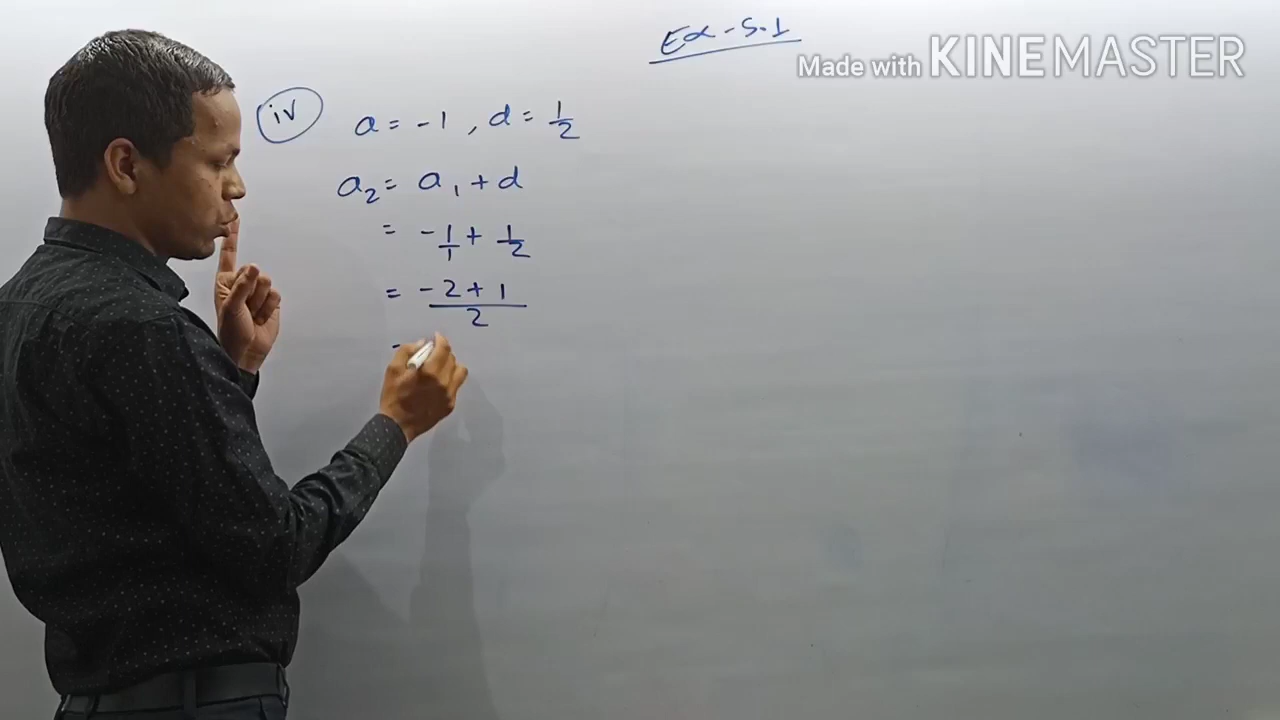 Ex - 5.1
Made with KINEMASTER
iv a = -1 , d = 1/2
a₂ = a₁ + d
= -1/1 + 1/2
= -2 + 1 / 2